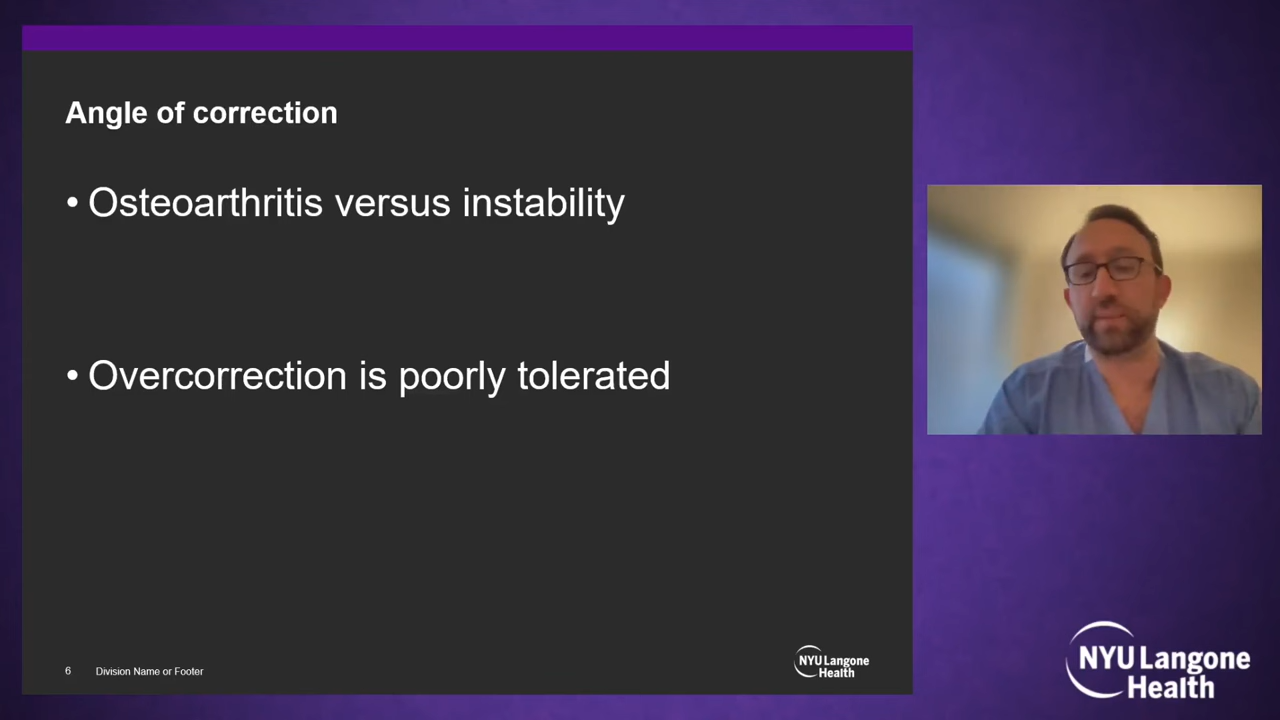 Angle of correction
• Osteoarthritis versus instability
• Overcorrection is poorly tolerated
6 Division Name or Footer
NYU Langone
Health
NYU Langone
Health